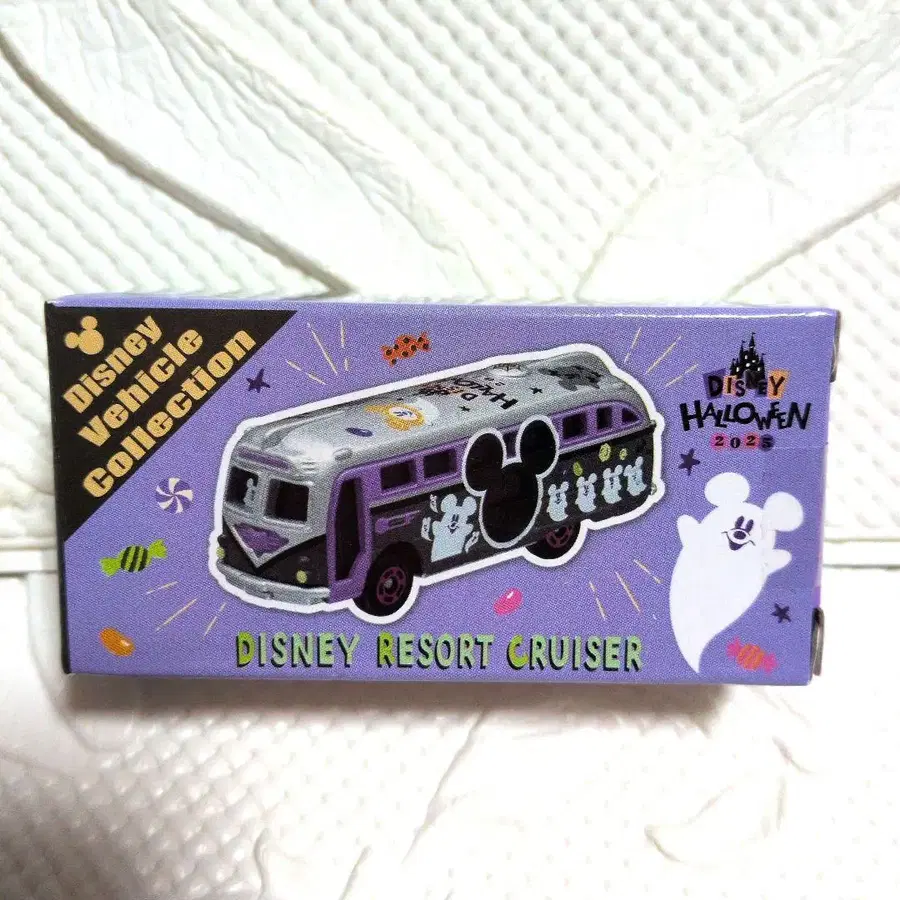 Disney
Vehicle
Collection
DISNEY
HALLOWEEN
2025
DISNEY RESORT CRUISER